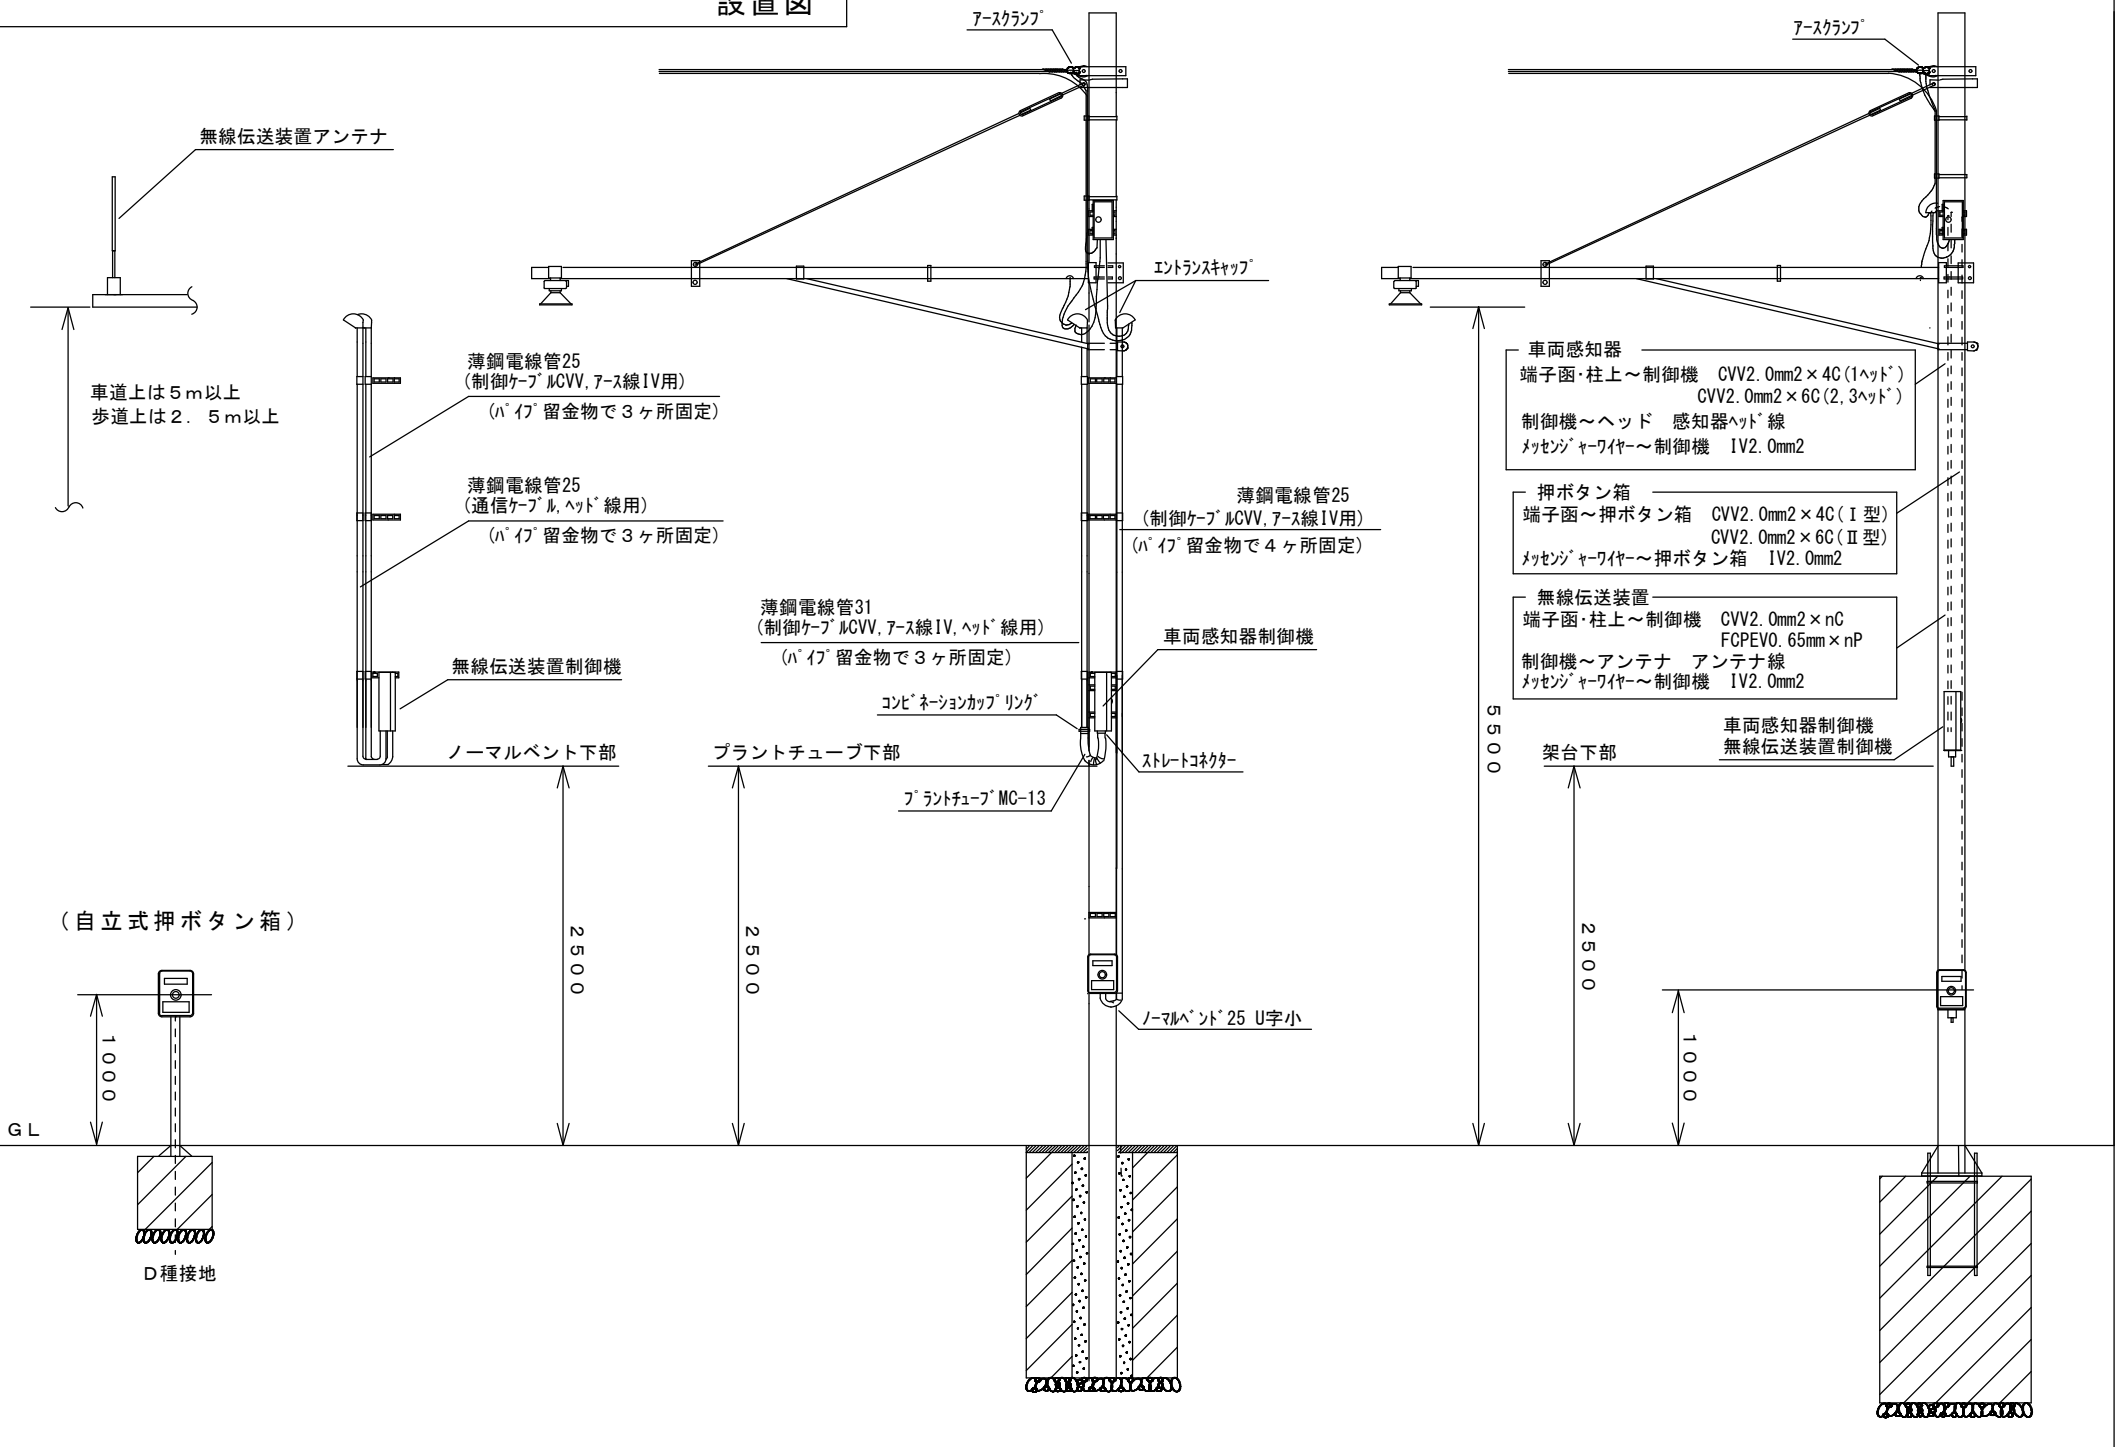 設置図
アースクランプ
アースクランプ
無線伝送装置アンテナ
エントランスキャップ
車道上は5m以上
歩道上は2.5m以上
薄鋼電線管25
(制御ケーブルCVV,アース線IV用)
(パイプ留金物で3ヶ所固定)
薄鋼電線管25
(通信ケーブル,ヘッド線用)
(パイプ留金物で3ヶ所固定)
薄鋼電線管25
(制御ケーブルCVV,アース線IV用)
(パイプ留金物で4ヶ所固定)
薄鋼電線管31
(制御ケーブルCVV,アース線IV,ヘッド線用)
(パイプ留金物で3ヶ所固定)
車両感知器制御機
無線伝送装置制御機
コンビネーションカップリング
ノーマルベント下部
プラントチューブ下部
ストレートコネクター
プラントチューブMC-13
車両感知器
端子函・柱上～制御機 CVV2.0mm2×4C(1ヘッド)
CVV2.0mm2×6C(2,3ヘッド)
制御機～ヘッド 感知器ヘッド線
メッセンジャーワイヤー～制御機 IV2.0mm2
押ボタン箱
端子函～押ボタン箱 CVV2.0mm2×4C(Ⅰ型)
CVV2.0mm2×6C(Ⅱ型)
メッセンジャーワイヤー～押ボタン箱 IV2.0mm2
無線伝送装置
端子函・柱上～制御機 CVV2.0mm2×nC
FCPEV0.65mm×nP
制御機～アンテナ アンテナ線
メッセンジャーワイヤー～制御機 IV2.0mm2
車両感知器制御機
無線伝送装置制御機
架台下部
5500
(自立式押ボタン箱)
2500
2500
2500
1000
1000
ノーマルベンド25 U字小
GL
D種接地